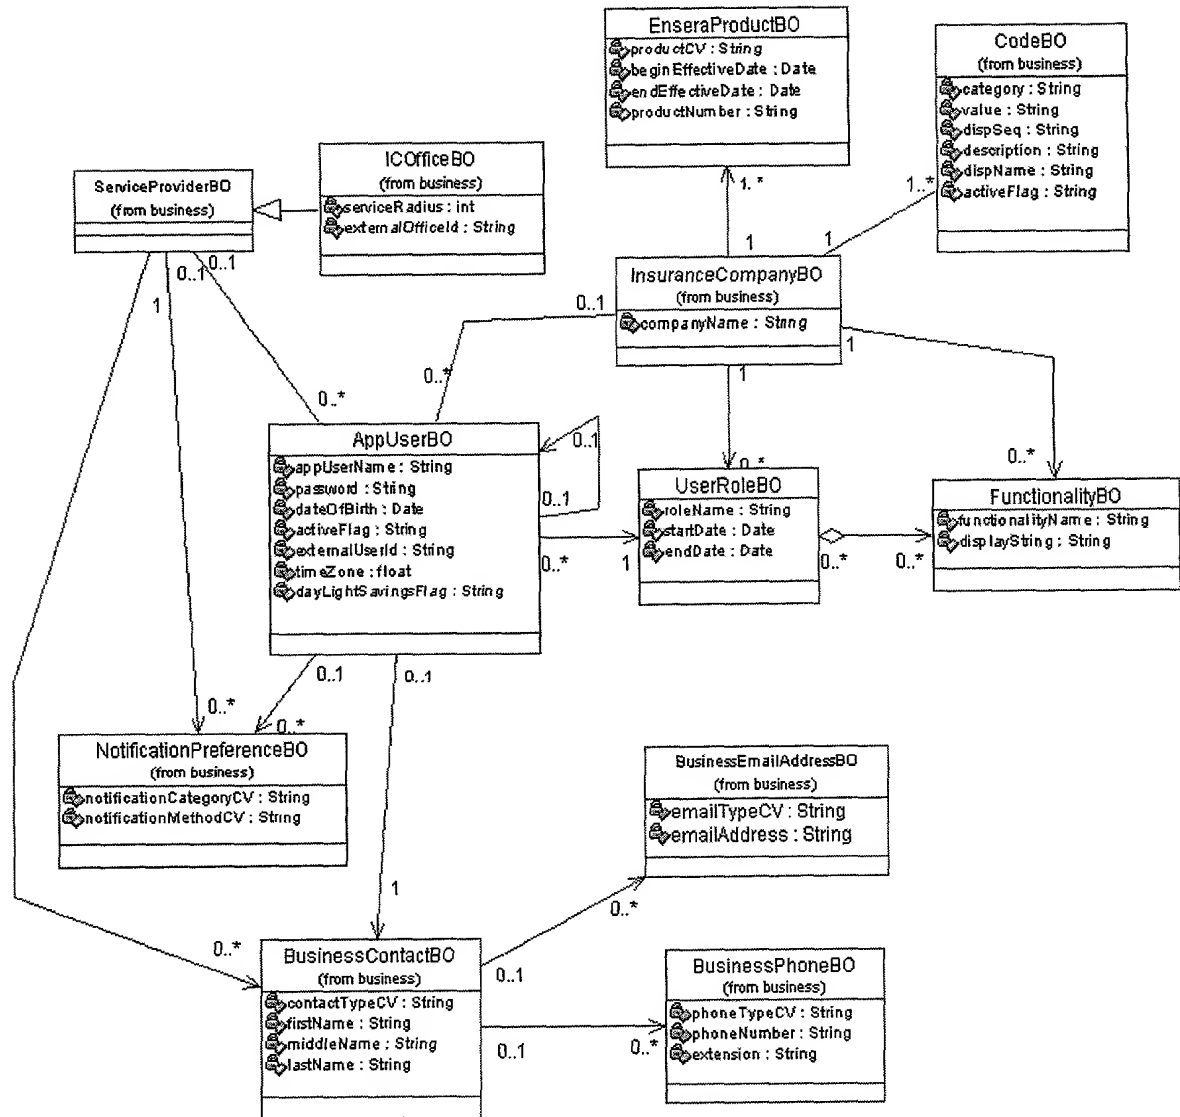 EnseraProductBO
productCV : String
beginEffectiveDate : Date
endEffectiveDate : Date
productNumber : String
CodeBO
(from business)
category : String
value : String
dispSeq : String
description : String
dispName : String
activeFlag : String
ICOfficeBO
(from business)
serviceRadius : int
externalOfficeId : String
ServiceProviderBO
(from business)
1..*
1..*
1
1
0..1
0..1
1
InsuranceCompanyBO
(from business)
companyName : String
0..1
1
1
0..*
0..*
AppUserBO
appUserName : String
password : String
dateOfBirth : Date
activeFlag : String
externalUserId : String
timeZone : float
dayLightSavingsFlag : String
0..1
0..1
0..*
0..*
UserRoleBO
roleName : String
startDate : Date
endDate : Date
FunctionalityBO
functionalityName : String
displayString : String
0..*
1
0..*
0..*
0..1
0..1
0..*
0..*
NotificationPreferenceBO
(from business)
notificationCategoryCV : String
notificationMethodCV : String
BusinessEmailAddressBO
(from business)
emailTypeCV : String
emailAddress : String
1
0..*
0..*
0..1
BusinessContactBO
(from business)
contactTypeCV : String
firstName : String
middleName : String
lastName : String
BusinessPhoneBO
(from business)
phoneTypeCV : String
phoneNumber : String
extension : String
0..1
0..*